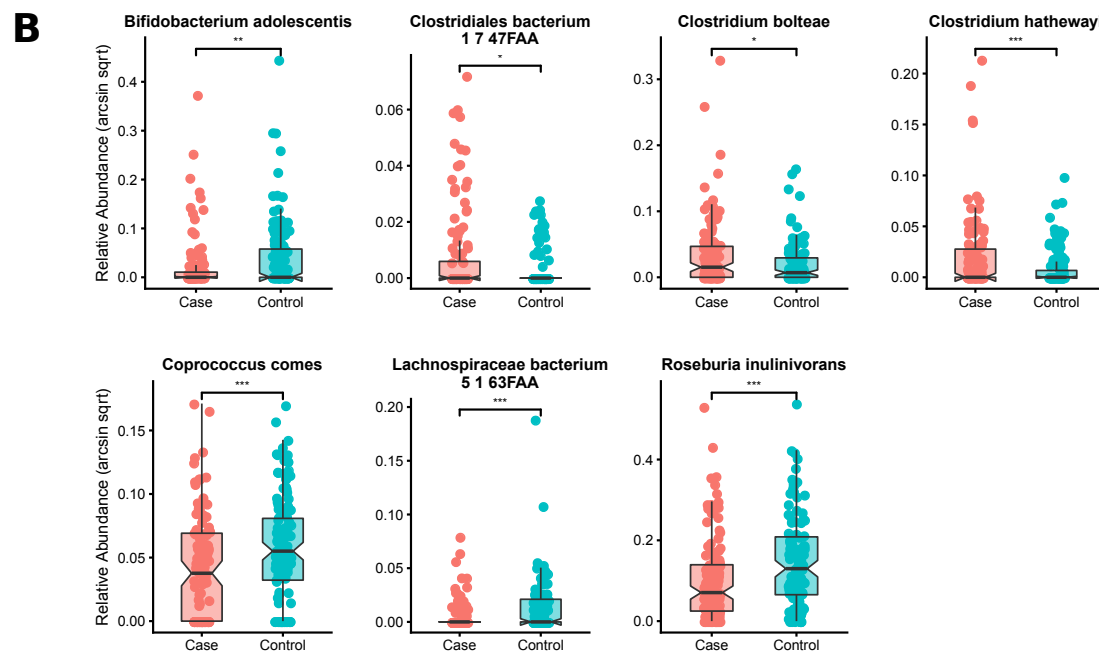 B
Bifidobacterium adolescentis
Clostridiales bacterium
1 7 47FAA
Clostridium bolteae
Clostridium hatheway
Relative Abundance (arcsin sqrt)
**
*
*
***
0.4
0.3
0.2
0.1
0.0
0.06
0.04
0.02
0.00
0.3
0.2
0.1
0.0
0.20
0.15
0.10
0.05
0.00
Case Control
Case Control
Case Control
Case Control
Coprococcus comes
Lachnospiraceae bacterium
5 1 63FAA
Roseburia inulinivorans
Relative Abundance (arcsin sqrt)
***
***
***
0.15
0.10
0.05
0.00
0.20
0.15
0.10
0.05
0.00
0.4
0.2
0.0
Case Control
Case Control
Case Control